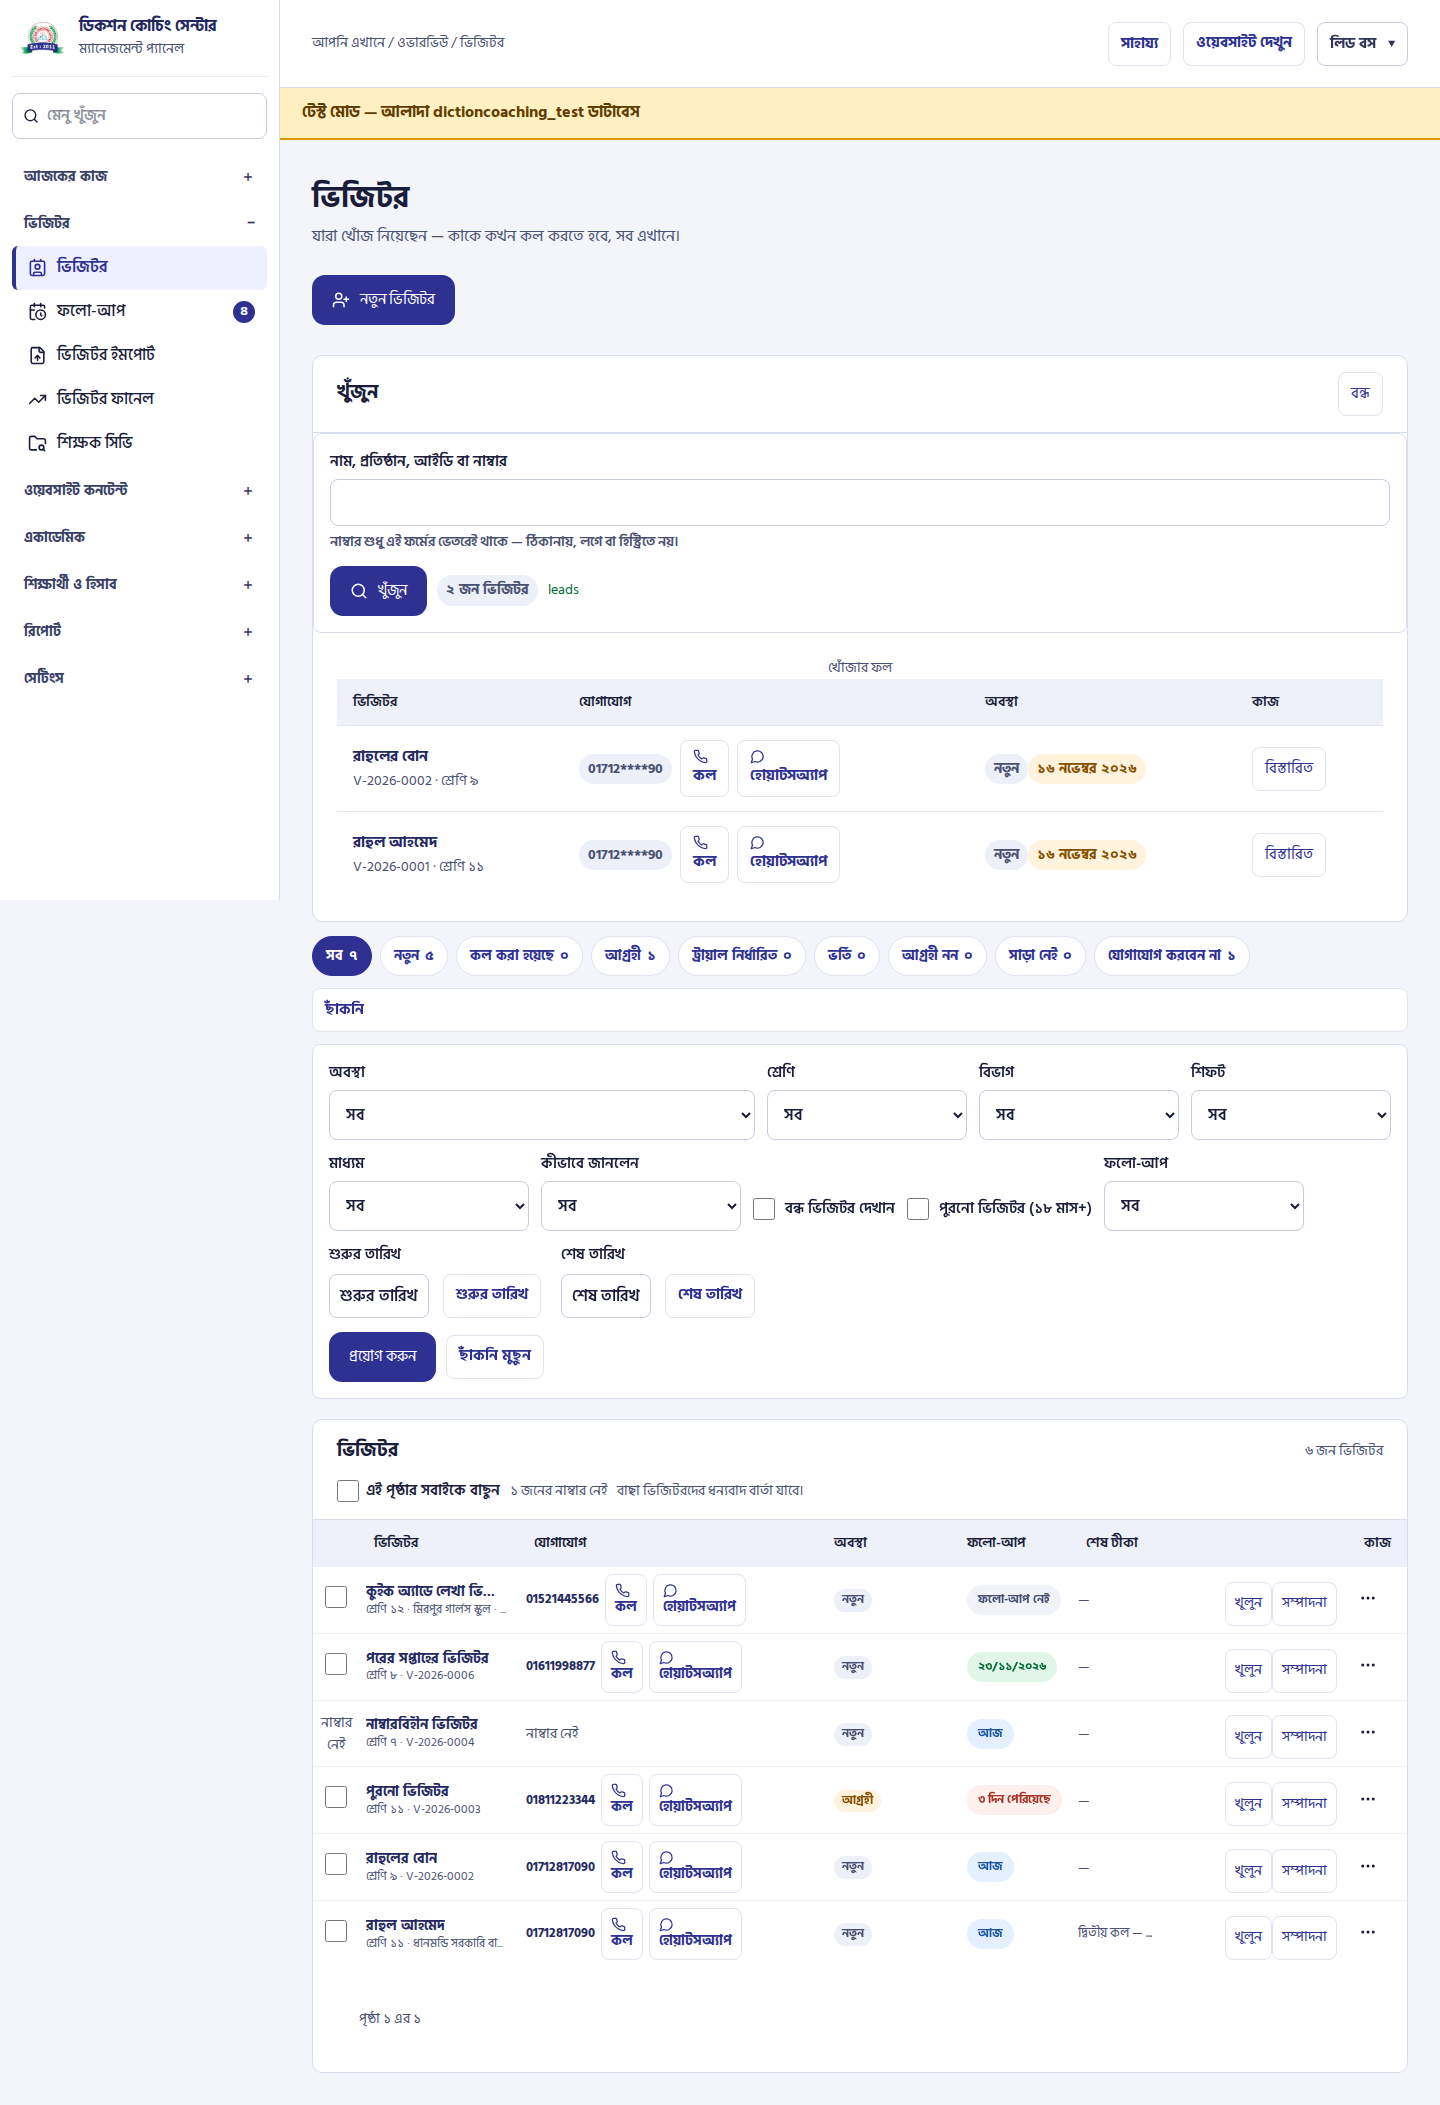 ডিকশন কোচিং সেন্টার
ম্যানেজমেন্ট প্যানেল
Est : 2011
মেনু খুঁজুন
আজকের কাজ +
ভিজিটর −
ভিজিটর
ফলো-আপ 8
ভিজিটর ইমপোর্ট
ভিজিটর ফানেল
শিক্ষক সিভি
ওয়েবসাইট কনটেন্ট +
একাডেমিক +
শিক্ষার্থী ও হিসাব +
রিপোর্ট +
সেটিংস +
আপনি এখানে / ওভারভিউ / ভিজিটর
সাহায্য ওয়েবসাইট দেখুন লিড বস ▾
টেস্ট মোড — আলাদা dictioncoaching_test ডাটাবেস
ভিজিটর
যারা খোঁজ নিয়েছেন — কাকে কখন কল করতে হবে, সব এখানে।
নতুন ভিজিটর
খুঁজুন বন্ধ
নাম, প্রতিষ্ঠান, আইডি বা নাম্বার
নাম্বার শুধু এই ফর্মের ভেতরেই থাকে — ঠিকানায়, লগে বা হিস্ট্রিতে নয়।
খুঁজুন ২ জন ভিজিটর leads
খোঁজার ফল
ভিজিটর যোগাযোগ অবস্থা কাজ
রাহুলের বোন
V-2026-0002 · শ্রেণি ৯
01712****90 কল হোয়াটসঅ্যাপ নতুন ১৬ নভেম্বর ২০২৬ বিস্তারিত
রাহুল আহমেদ
V-2026-0001 · শ্রেণি ১১
01712****90 কল হোয়াটসঅ্যাপ নতুন ১৬ নভেম্বর ২০২৬ বিস্তারিত
সব ৭ নতুন ৫ কল করা হয়েছে ০ আগ্রহী ১ ট্রায়াল নির্ধারিত ০ ভর্তি ০ আগ্রহী নন ০ সাড়া নেই ০ যোগাযোগ করবেন না ১
ছাঁকনি
অবস্থা শ্রেণি বিভাগ শিফট
সব সব সব সব
মাধ্যম কীভাবে জানলেন ফলো-আপ
সব সব বন্ধ ভিজিটর দেখান পুরনো ভিজিটর (১৮ মাস+) সব
শুরুর তারিখ শেষ তারিখ
শুরুর তারিখ শুরুর তারিখ শেষ তারিখ শেষ তারিখ
প্রয়োগ করুন ছাঁকনি মুছুন
ভিজিটর ৬ জন ভিজিটর
এই পৃষ্ঠার সবাইকে বাছুন ১ জনের নাম্বার নেই বাছা ভিজিটরদের ধন্যবাদ বার্তা যাবে।
ভিজিটর যোগাযোগ অবস্থা ফলো-আপ শেষ টীকা কাজ
কুইক অ্যাডে লেখা ভি...
শ্রেণি ১২ · মিরপুর গার্লস স্কুল · ...
01521445566 কল হোয়াটসঅ্যাপ নতুন ফলো-আপ নেই — খুলুন সম্পাদনা ···
পরের সপ্তাহের ভিজিটর
শ্রেণি ৮ · V-2026-0006
01611998877 কল হোয়াটসঅ্যাপ নতুন ২৩/১১/২০২৬ — খুলুন সম্পাদনা ···
নাম্বার নেই
নাম্বারবিহীন ভিজিটর
শ্রেণি ৭ · V-2026-0004
নাম্বার নেই নতুন আজ — খুলুন সম্পাদনা ···
পুরনো ভিজিটর
শ্রেণি ১১ · V-2026-0003
01811223344 কল হোয়াটসঅ্যাপ আগ্রহী ৩ দিন পেরিয়েছে — খুলুন সম্পাদনা ···
রাহুলের বোন
শ্রেণি ৯ · V-2026-0002
01712817090 কল হোয়াটসঅ্যাপ নতুন আজ — খুলুন সম্পাদনা ···
রাহুল আহমেদ
শ্রেণি ১১ · ধানমন্ডি সরকারি বা...
01712817090 কল হোয়াটসঅ্যাপ নতুন আজ দ্বিতীয় কল — ... খুলুন সম্পাদনা ···
পৃষ্ঠা ১ এর ১